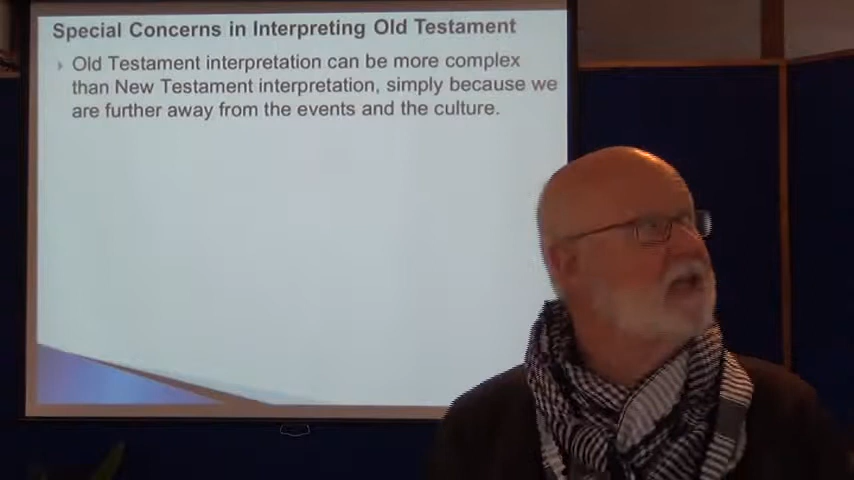 Special Concerns in Interpreting Old Testament
Old Testament interpretation can be more complex
than New Testament interpretation, simply because we
are further away from the events and the culture.